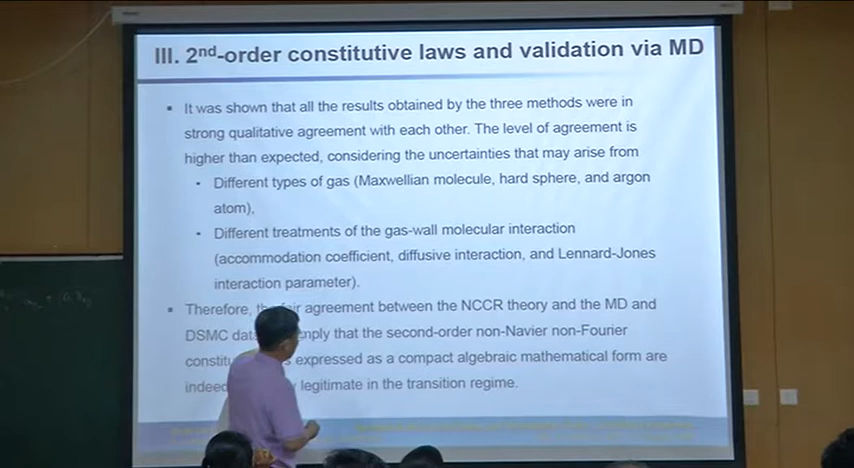 III. 2nd-order constitutive laws and validation via MD
▪ It was shown that all the results obtained by the three methods were in
strong qualitative agreement with each other. The level of agreement is
higher than expected, considering the uncertainties that may arise from
• Different types of gas (Maxwellian molecule, hard sphere, and argon
atom),
• Different treatments of the gas-wall molecular interaction
(accommodation coefficient, diffusive interaction, and Lennard-Jones
interaction parameter).
▪ Therefore, agreement between the NCCR theory and the MD and
DSMC that the second-order non-Navier non-Fourier
expressed as a compact algebraic mathematical form are
indeed legitimate in the transition regime.